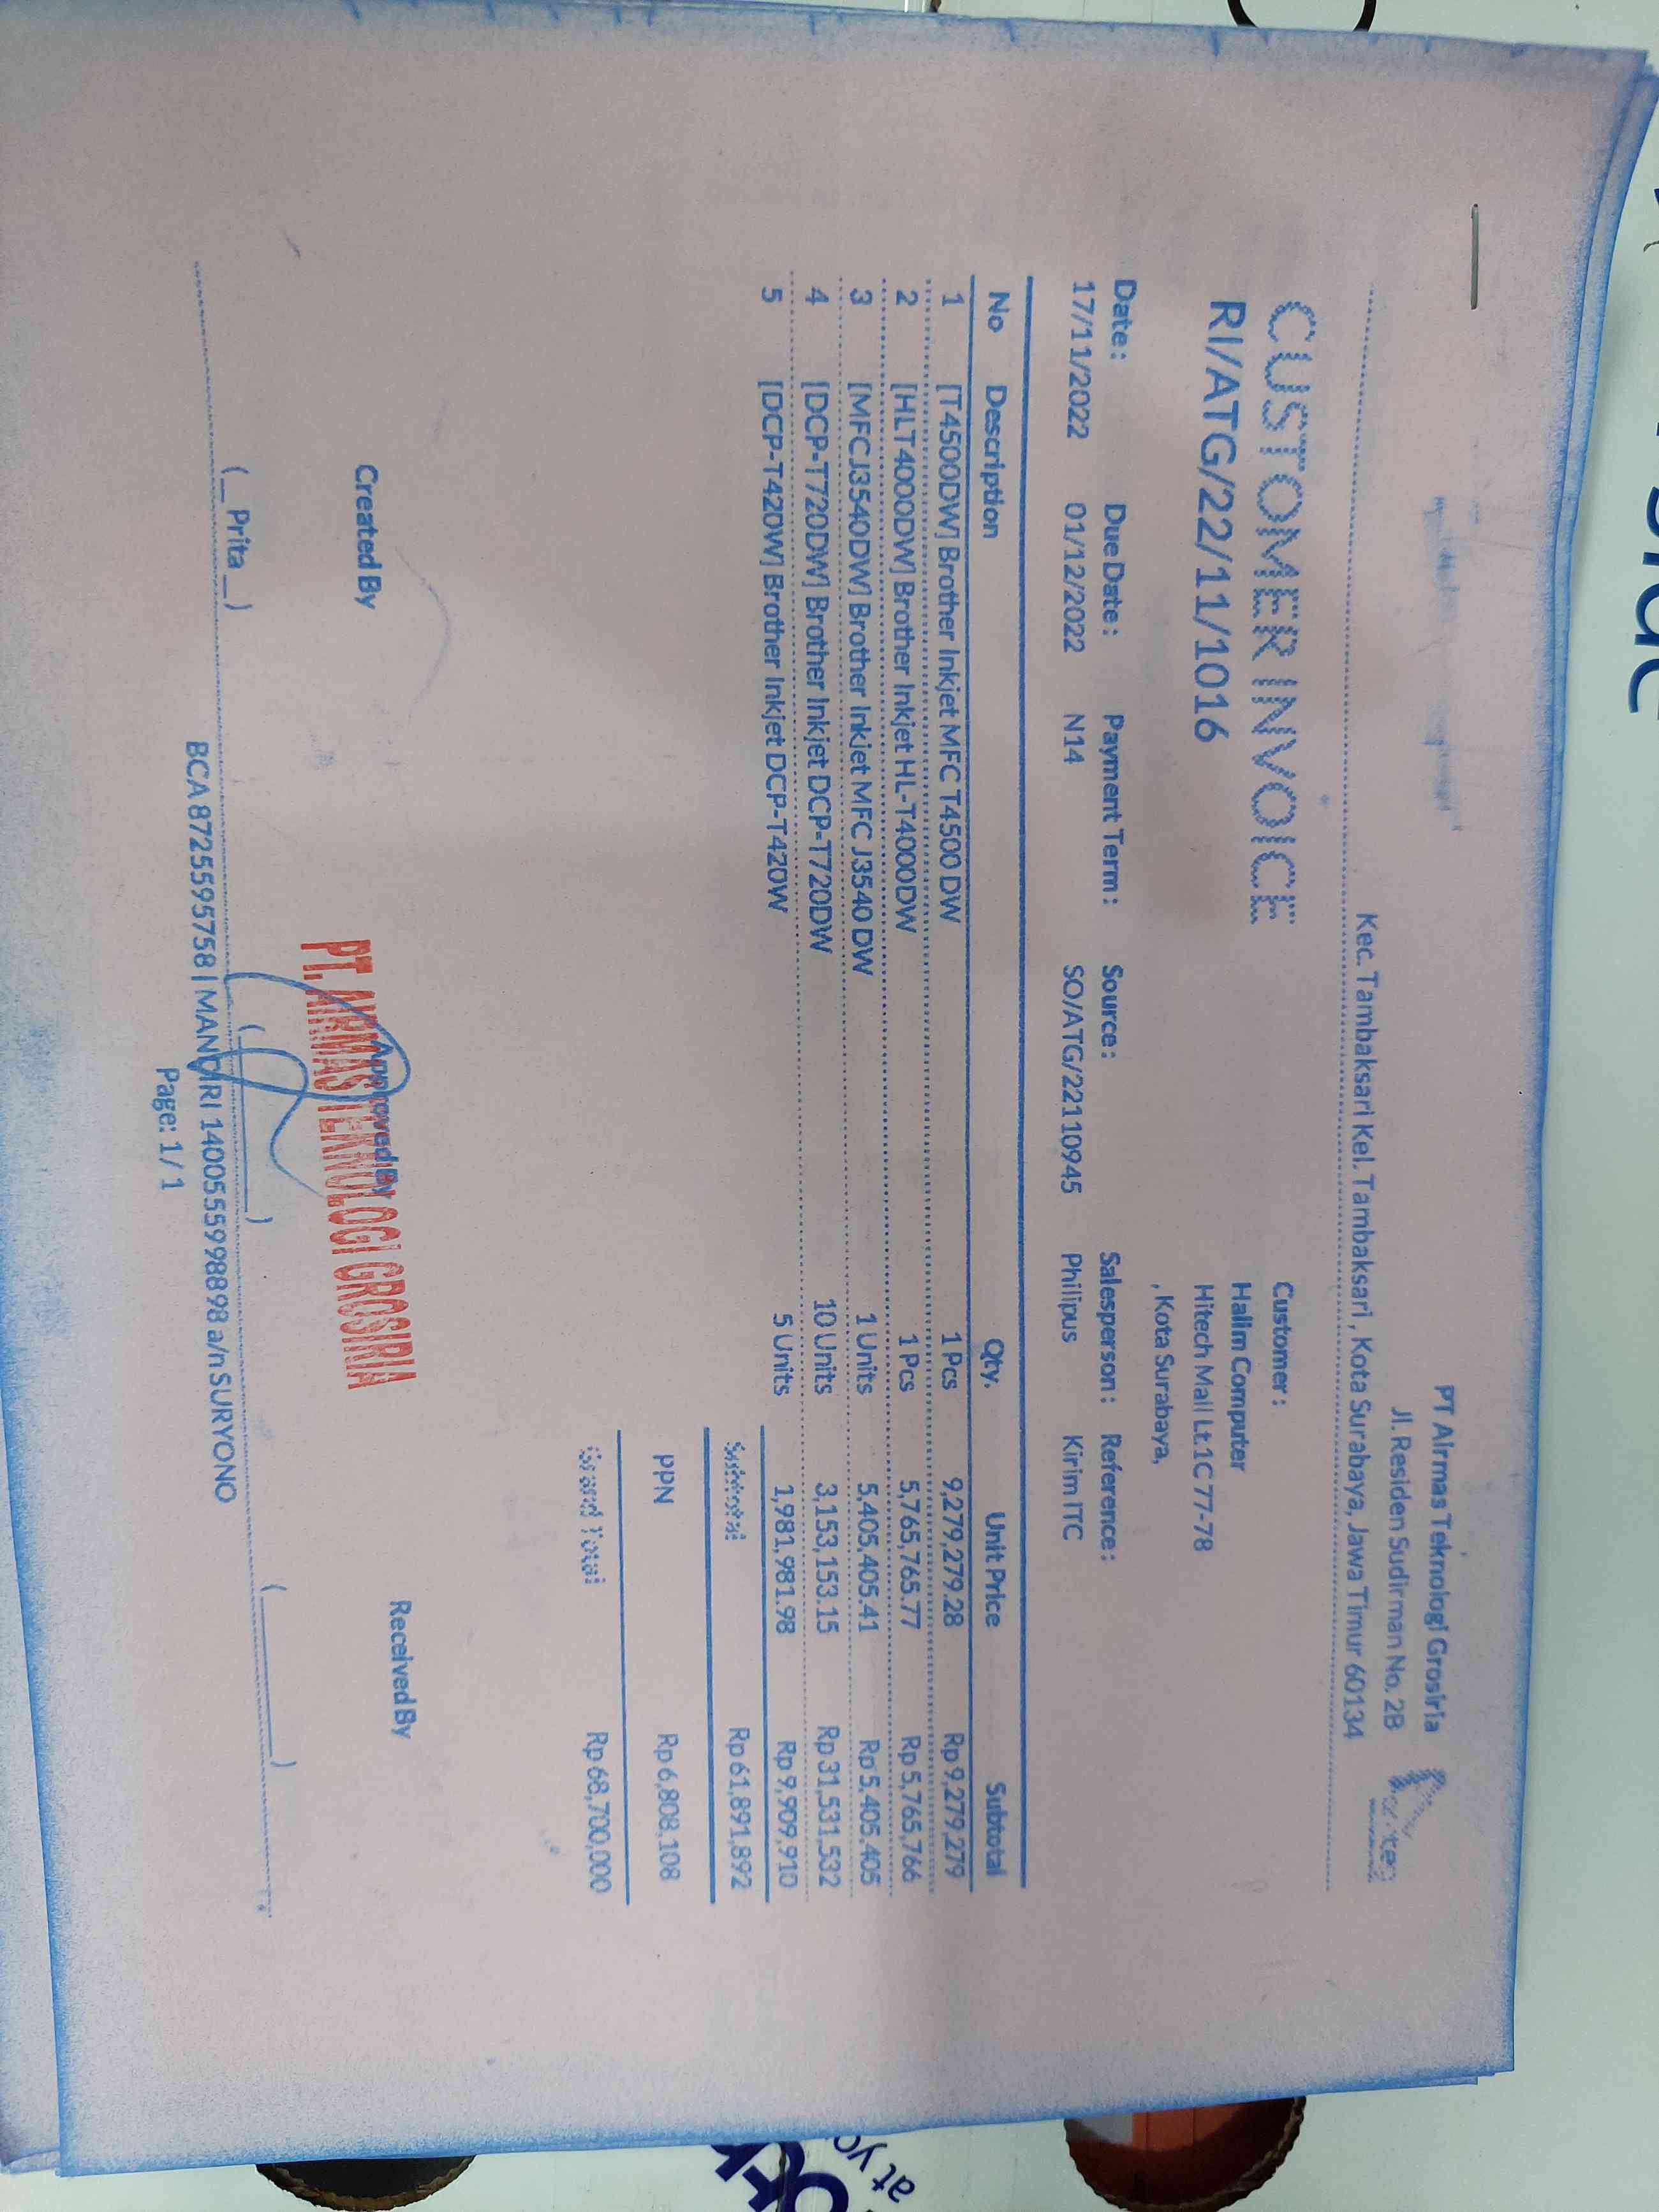 PT Airmas Teknologi Grosiria
Jl. Residen Sudirman No. 2B
Kec. Tambaksari Kel. Tambaksari , Kota Surabaya, Jawa Timur 60134
CUSTOMER INVOICE
RI/ATG/22/11/1016
Customer :
Halim Computer
Hitech Mall Lt.1C 77-78
, Kota Surabaya,
Date : Due Date : Payment Term : Source : Salesperson : Reference :
17/11/2022 01/12/2022 N14 SO/ATG/22110945 Philipus Kirim ITC
No Description Qty. Unit Price Subtotal
1 [T4500DW] Brother Inkjet MFC T4500 DW 1 Pcs 9,279,279.28 Rp 9,279,279
2 [HLT4000DW] Brother Inkjet HL-T4000DW 1 Pcs 5,765,765.77 Rp 5,765,766
3 [MFCJ3540DW] Brother Inkjet MFC J3540 DW 1 Units 5,405,405.41 Rp 5,405,405
4 [DCP-T720DW] Brother Inkjet DCP-T720DW 10 Units 3,153,153.15 Rp 31,531,532
5 [DCP-T42DW] Brother Inkjet DCP-T420W 5 Units 1,981,981.98 Rp 9,909,910
Subtotal Rp 61,891,892
PPN Rp 6,808,108
Grand Total Rp 68,700,000
Created By Approved By Received By
PT. AIRMAS TEKNOLOGI GROSIRIA
(_Prita_) (________) (________)
BCA 8725595758 | MANDIRI 1400555998898 a/n SURYONO
Page: 1 / 1
at yo